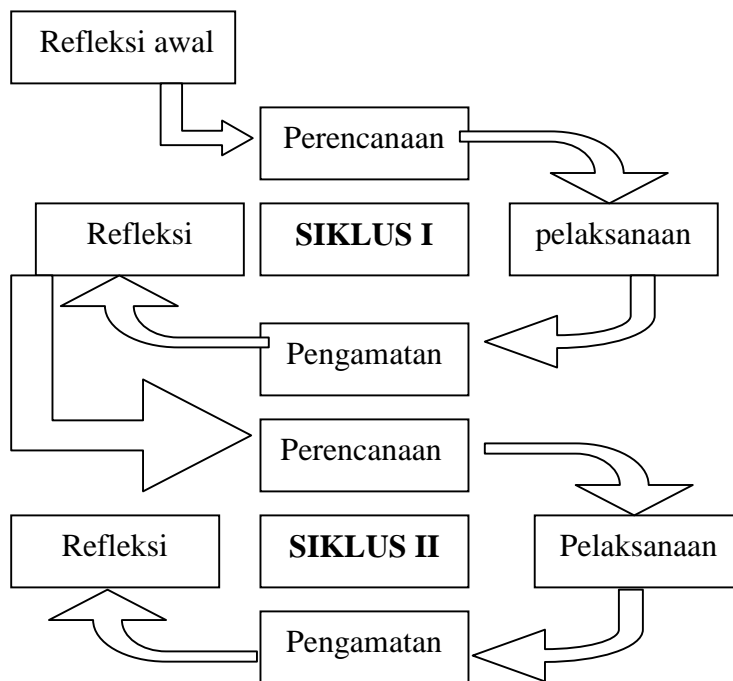 Refleksi awal
Perencanaan
Refleksi
SIKLUS I
pelaksanaan
Pengamatan
Perencanaan
Refleksi
SIKLUS II
Pelaksanaan
Pengamatan